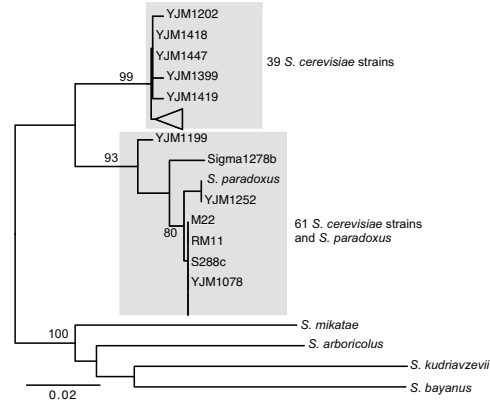 YJM1202
YJM1418
YJM1447
39 S. cerevisiae strains
99
YJM1399
YJM1419
YJM1199
93
Sigma1278b
S. paradoxus
YJM1252
M22
61 S. cerevisiae strains
and S. paradoxus
80
RM11
S288c
YJM1078
S. mikatae
100
S. arboricolus
S. kudriavzevii
S. bayanus
0.02